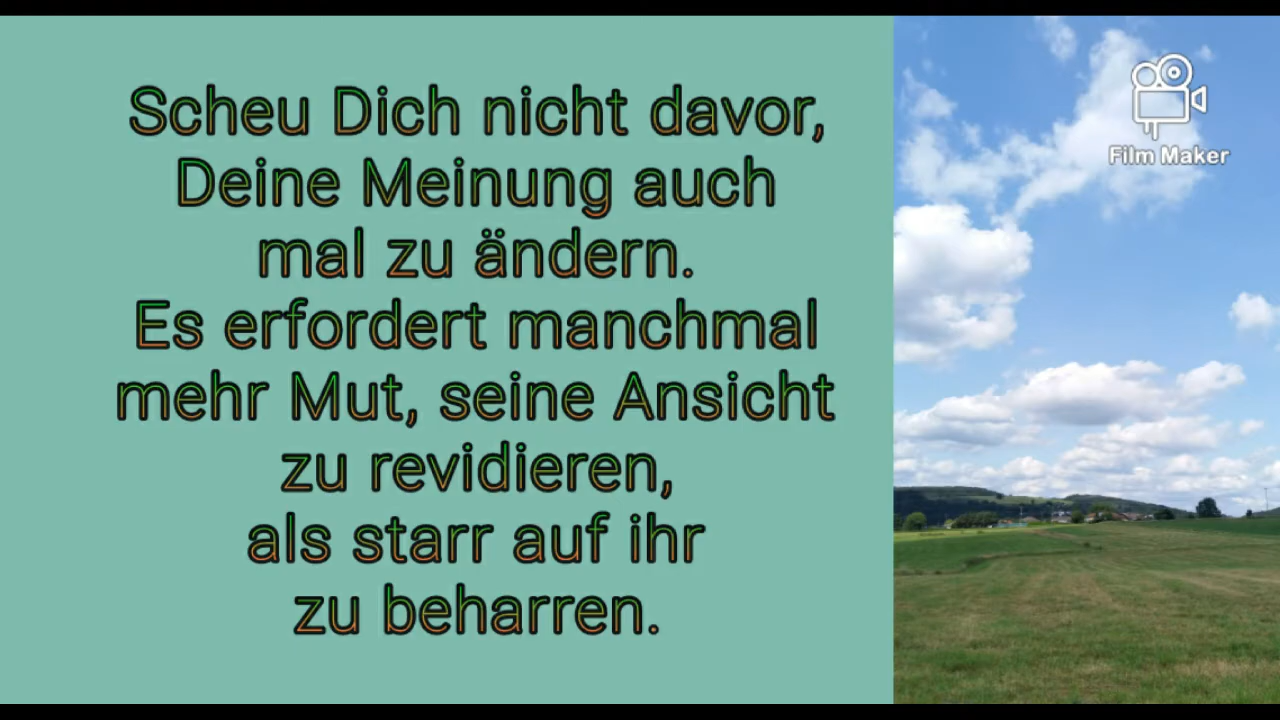 Scheu Dich nicht davor,
Deine Meinung auch
mal zu ändern.
Es erfordert manchmal
mehr Mut, seine Ansicht
zu revidieren,
als starr auf ihr
zu beharren.
Film Maker